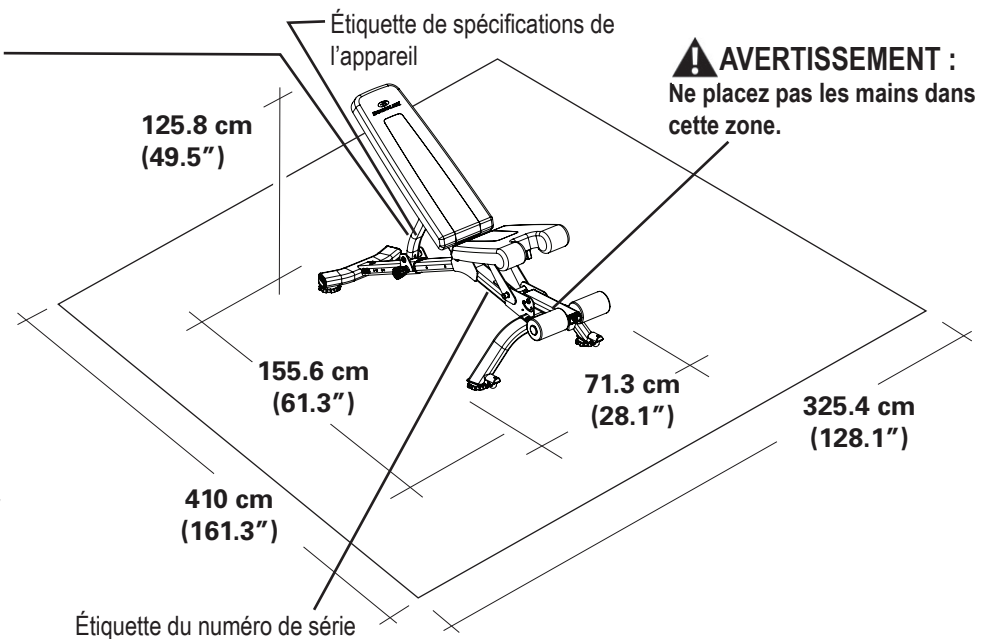 Étiquette de spécifications de
l’appareil
AVERTISSEMENT :
Ne placez pas les mains dans
cette zone.
125.8 cm
(49.5″)
155.6 cm
(61.3″)
71.3 cm
(28.1″)
325.4 cm
(128.1″)
410 cm
(161.3″)
Étiquette du numéro de série